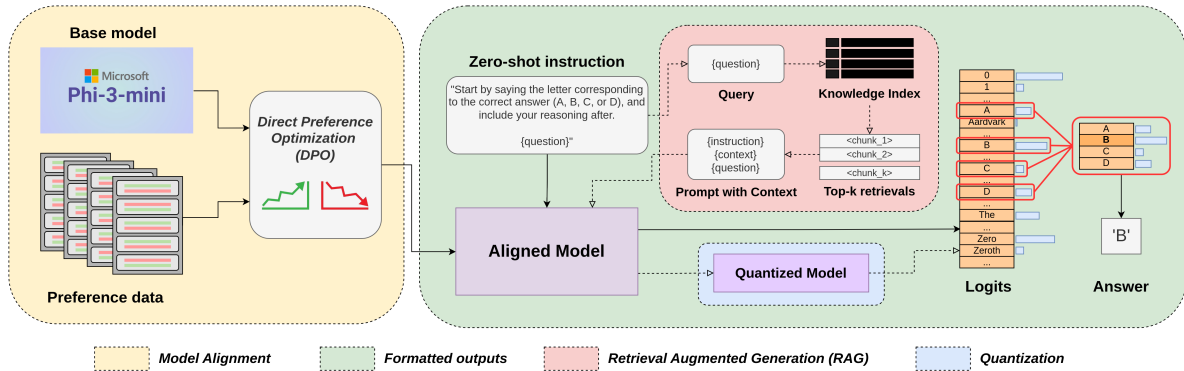 Base model
Microsoft
Phi-3-mini
Preference data
Direct Preference
Optimization
(DPO)
Zero-shot instruction
"Start by saying the letter corresponding
to the correct answer (A, B, C, or D), and
include your reasoning after.
{question}"
{question}
Query
Knowledge Index
{instruction}
{context}
{question}
Prompt with Context
<chunk_1>
<chunk_2>
...
<chunk_k>
Top-k retrievals
Aligned Model
Quantized Model
0
1
...
A
Aardvark
...
B
...
C
...
D
...
The
...
Zero
Zeroth
...
Logits
A
B
C
D
'B'
Answer
Model Alignment
Formatted outputs
Retrieval Augmented Generation (RAG)
Quantization